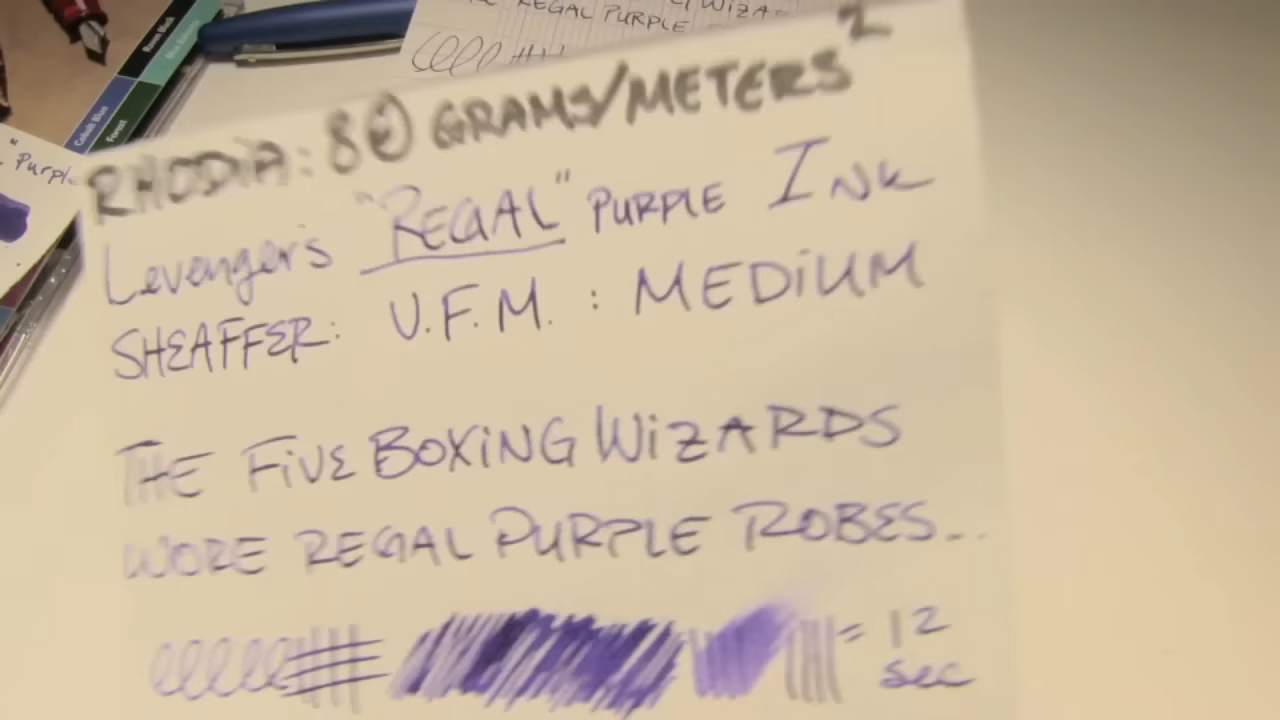 REGAL PURPLE
Rhodia: 80 GRAMS/METERS²
Levenger's "REGAL" PURPLE INK
SHEAFFER: V.F.M. : MEDIUM
THE FIVE BOXING WIZARDS
WORE REGAL PURPLE ROBES...
= 12
sec
"Purple
Cobalt Blue
Forest